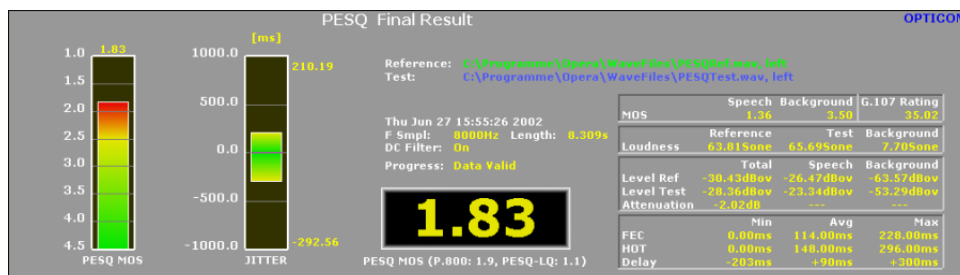 PESQ Final Result
OPTICOM
[ms]
1.0 1.83
1.5
2.0
2.5
3.0
3.5
4.0
4.5
PESQ MOS
1000.0 210.19
500.0
0.0
-500.0
-1000.0 -292.56
JITTER
Reference: C:\Programme\Opera\WaveFiles\PESQRef.wav, left
Test: C:\Programme\Opera\WaveFiles\PESQTest.wav, left
Thu Jun 27 15:55:26 2002
F Smpl: 8000Hz Length: 8.309s
DC Filter: On
Progress: Data Valid
1.83
PESQ MOS (P.800: 1.9, PESQ-LQ: 1.1)
Speech Background G.107 Rating
MOS 1.36 3.50 35.02
Reference Test Background
Loudness 63.81Sone 65.69Sone 7.70Sone
Total Speech Background
Level Ref -30.43dBov -26.47dBov -63.57dBov
Level Test -28.36dBov -23.34dBov -53.29dBov
Attenuation -2.02dB --- ---
Min Avg Max
FEC 0.00ms 114.00ms 228.00ms
HOT 0.00ms 148.00ms 296.00ms
Delay -203ms +90ms +300ms